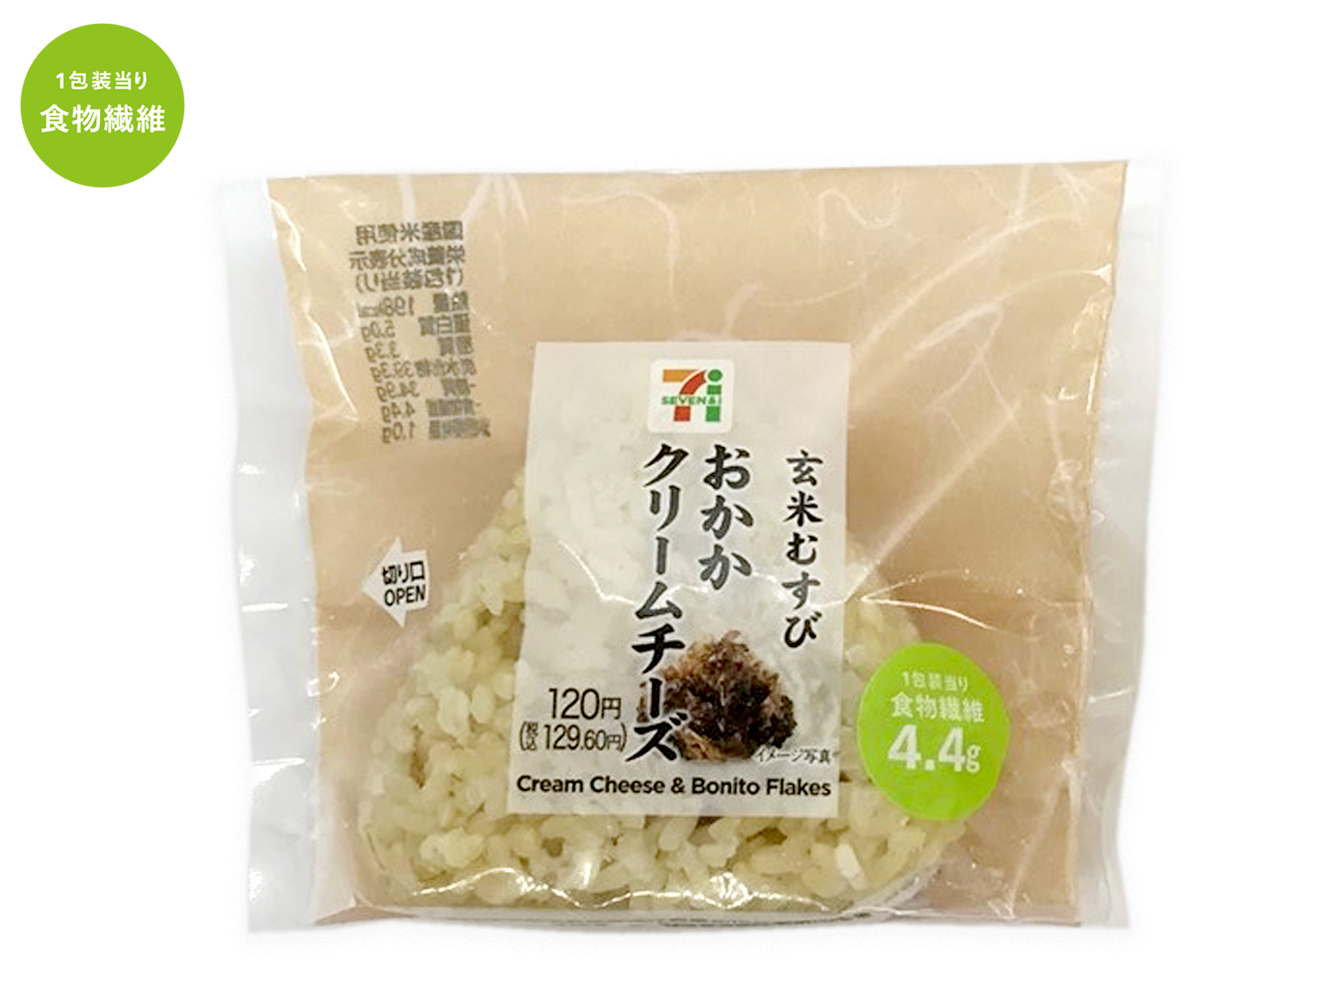 1包装当り
食物繊維
国産米使用
栄養成分表示
(1包装当り)
熱量 198kcal
蛋白質 5.0g
脂質 3.3g
炭水化物 39.3g
-糖質 34.9g
-食物繊維 4.4g
食塩相当量 1.0g
SEVEN & i
玄米むすび
おかか
クリームチーズ
切り口
OPEN
120円
(税込 129.60円)
イメージ写真
Cream Cheese & Bonito Flakes
1包装当り
食物繊維
4.4g